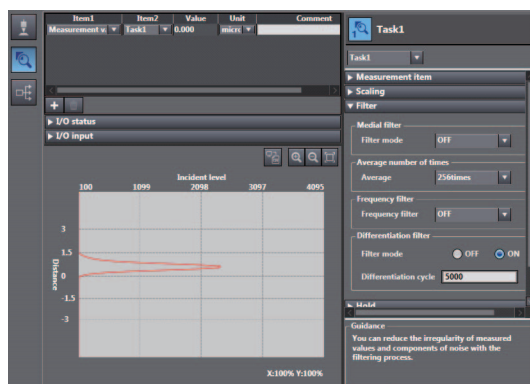 Item1 Item2 Value Unit Comment
Measurement v. Task1 0.000 micr
I/O status
I/O input
Incident level
100 1099 2098 3097 4095
3
1.5
0
-1.5
-3
Distance
X:100% Y:100%
1 Task1
Task1
Measurement item
Scaling
Filter
Medial filter
Filter mode OFF
Average number of times
Average 256times
Frequency filter
Frequency filter OFF
Differentiation filter
Filter mode OFF ON
Differentiation cycle 5000
Hold
Guidance
You can reduce the irregularity of measured
values and components of noise with the
filtering process.